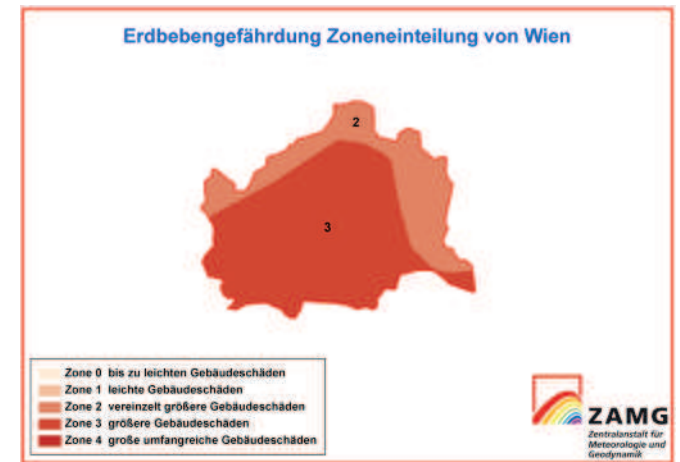 Erdbebengefährdung Zoneneinteilung von Wien
2
3
Zone 0 bis zu leichten Gebäudeschäden
Zone 1 leichte Gebäudeschäden
Zone 2 vereinzelt größere Gebäudeschäden
Zone 3 größere Gebäudeschäden
Zone 4 große umfangreiche Gebäudeschäden
ZAMG
Zentralanstalt für
Meteorologie und
Geodynamik